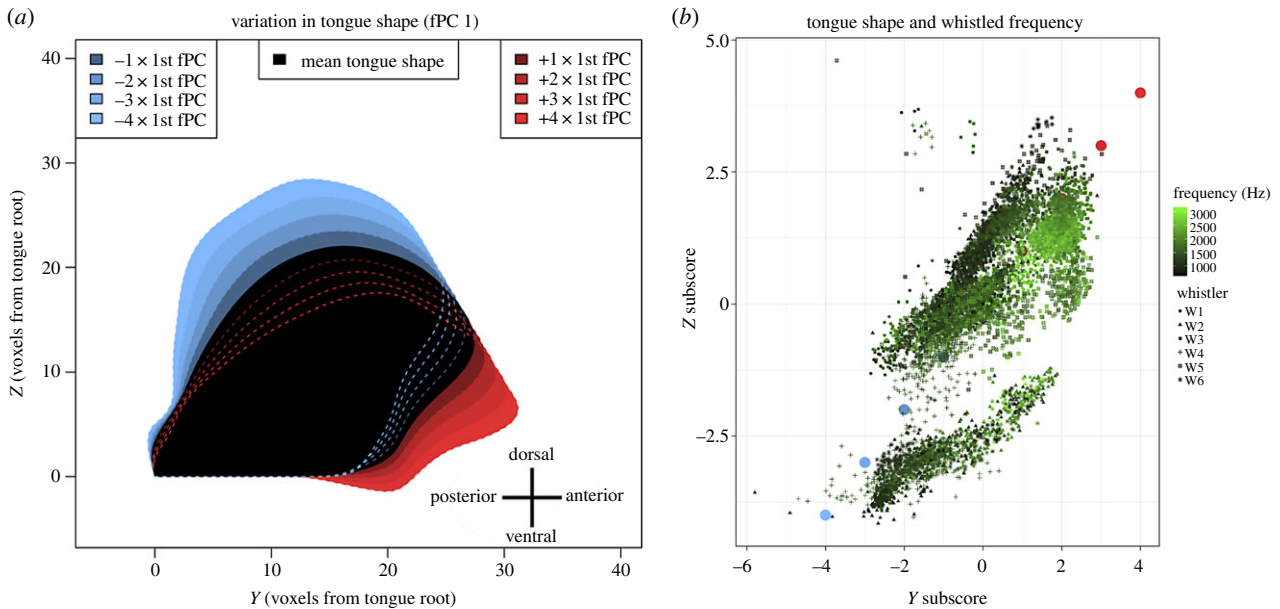 (a)
variation in tongue shape (fPC 1)
–1 × 1st fPC
–2 × 1st fPC
–3 × 1st fPC
–4 × 1st fPC
mean tongue shape
+1 × 1st fPC
+2 × 1st fPC
+3 × 1st fPC
+4 × 1st fPC
40
30
20
10
0
Z (voxels from tongue root)
dorsal
posterior
anterior
ventral
0
10
20
30
40
Y (voxels from tongue root)
(b)
tongue shape and whistled frequency
5.0
2.5
0
–2.5
Z subscore
–6
–4
–2
0
2
4
Y subscore
frequency (Hz)
3000
2500
2000
1500
1000
whistler
W1
W2
W3
W4
W5
W6